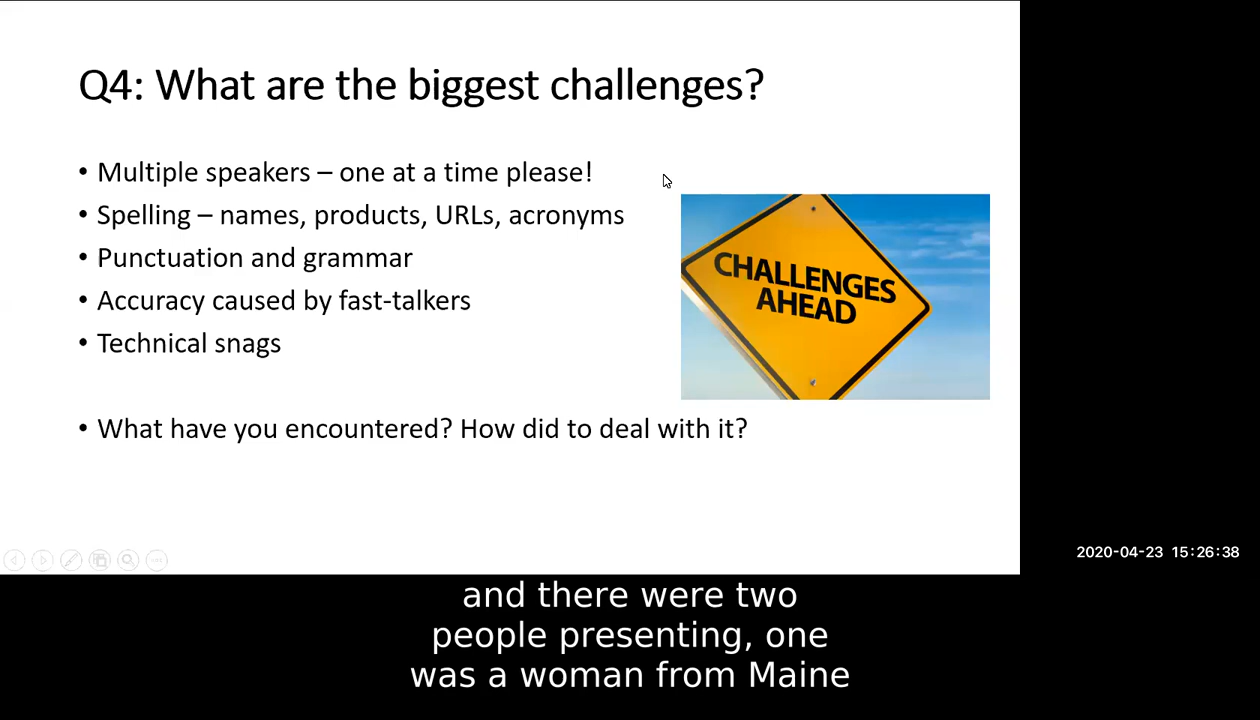 Q4: What are the biggest challenges?
• Multiple speakers – one at a time please!
• Spelling – names, products, URLs, acronyms
• Punctuation and grammar
• Accuracy caused by fast-talkers
• Technical snags
• What have you encountered? How did to deal with it?
CHALLENGES
AHEAD
2020-04-23 15:26:38
and there were two
people presenting, one
was a woman from Maine